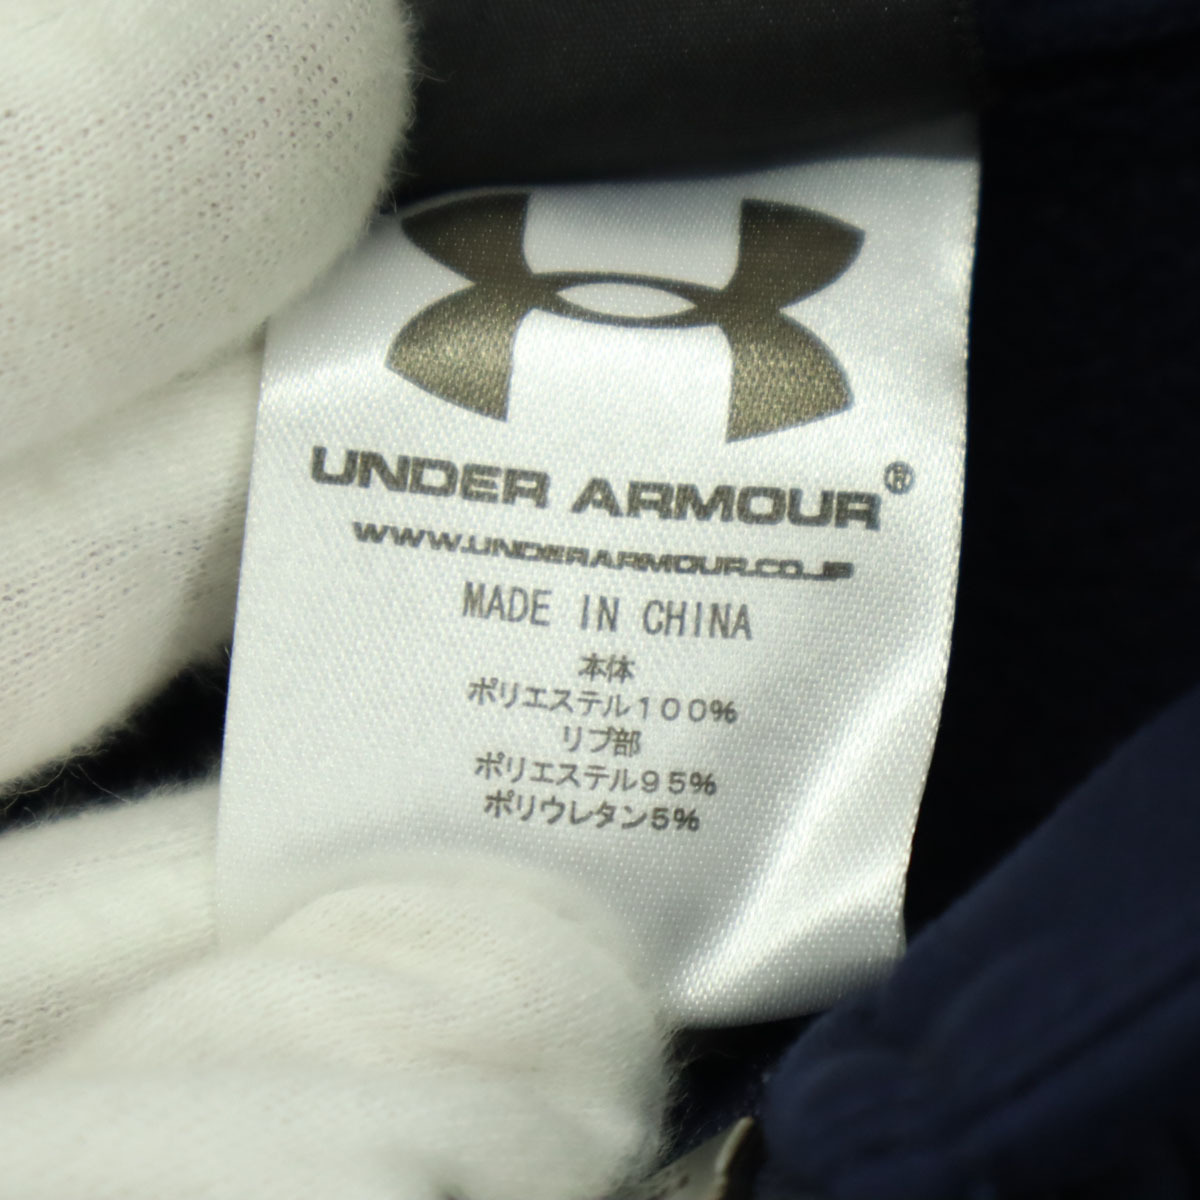 UNDER ARMOUR®
WWW.UNDERARMOUR.CO.JP
MADE IN CHINA
本体
ポリエステル100%
リブ部
ポリエステル95%
ポリウレタン5%